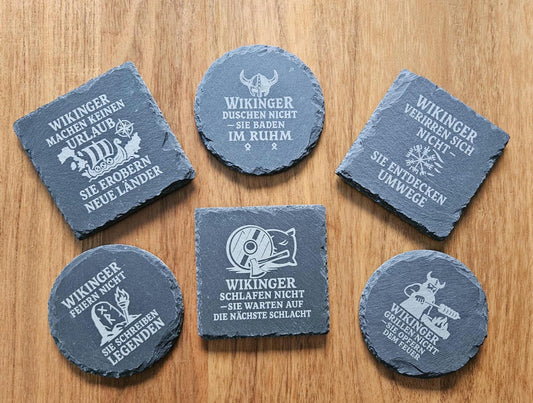 WIKINGER
MACHEN KEINEN
URLAUB
SIE EROBERN
NEUE LÄNDER
WIKINGER
DUSCHEN NICHT
– SIE BADEN –
IM RUHM
WIKINGER
VERIRREN SICH
NICHT –
SIE ENTDECKEN
UMWEGE
WIKINGER
FEIERN NICHT
SIE SCHREIBEN
LEGENDEN
WIKINGER
SCHLAFEN NICHT
– SIE WARTEN AUF
DIE NÄCHSTE SCHLACHT
WIKINGER
GRILLEN NICHT
– SIE OPFERN
DEM FEUER